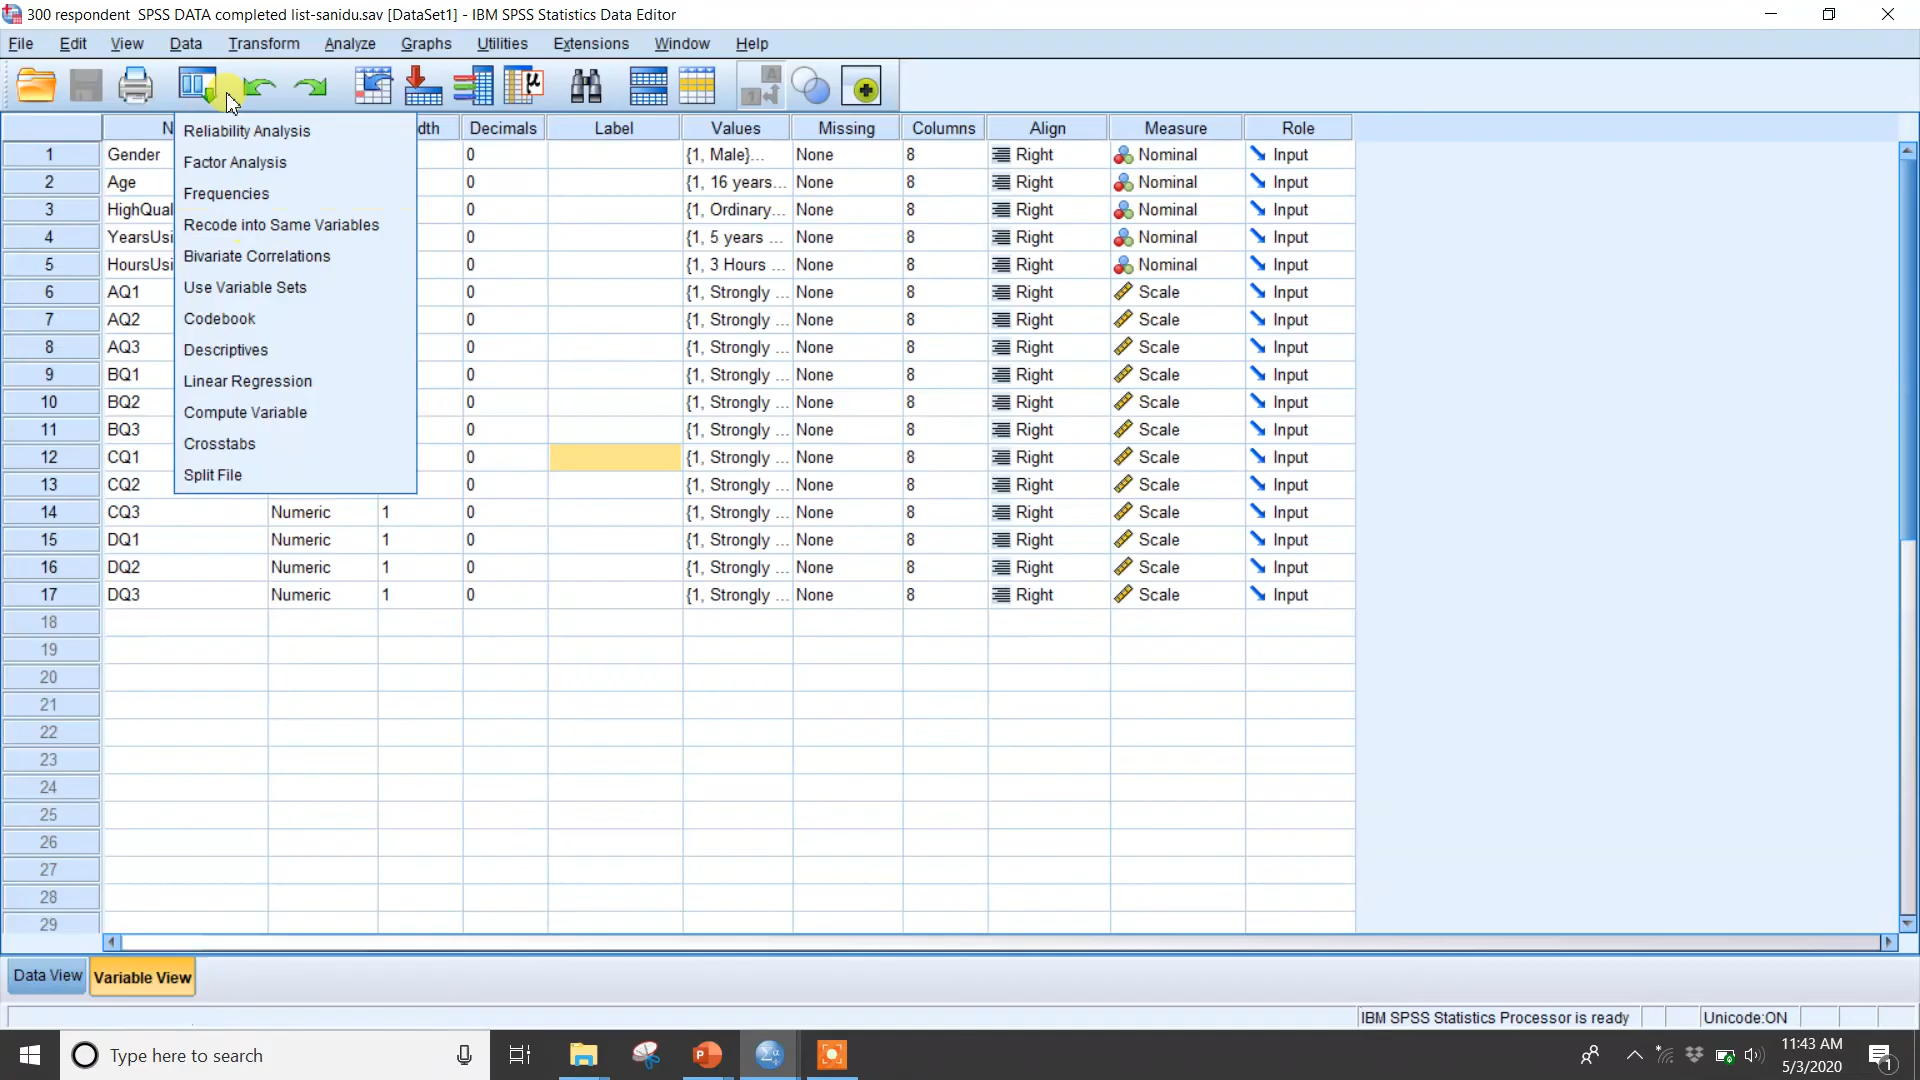 300 respondent SPSS DATA completed list-sanidu.sav [DataSet1] - IBM SPSS Statistics Data Editor
File Edit View Data Transform Analyze Graphs Utilities Extensions Window Help
N dth Decimals Label Values Missing Columns Align Measure Role
Reliability Analysis
Factor Analysis
Frequencies
Recode into Same Variables
Bivariate Correlations
Use Variable Sets
Codebook
Descriptives
Linear Regression
Compute Variable
Crosstabs
Split File
1 Gender 0 {1, Male}... None 8 Right Nominal Input
2 Age 0 {1, 16 years... None 8 Right Nominal Input
3 HighQual 0 {1, Ordinary... None 8 Right Nominal Input
4 YearsUsi 0 {1, 5 years ... None 8 Right Nominal Input
5 HoursUsi 0 {1, 3 Hours ... None 8 Right Nominal Input
6 AQ1 0 {1, Strongly ... None 8 Right Scale Input
7 AQ2 0 {1, Strongly ... None 8 Right Scale Input
8 AQ3 0 {1, Strongly ... None 8 Right Scale Input
9 BQ1 0 {1, Strongly ... None 8 Right Scale Input
10 BQ2 0 {1, Strongly ... None 8 Right Scale Input
11 BQ3 0 {1, Strongly ... None 8 Right Scale Input
12 CQ1 0 {1, Strongly ... None 8 Right Scale Input
13 CQ2 0 {1, Strongly ... None 8 Right Scale Input
14 CQ3 Numeric 1 0 {1, Strongly ... None 8 Right Scale Input
15 DQ1 Numeric 1 0 {1, Strongly ... None 8 Right Scale Input
16 DQ2 Numeric 1 0 {1, Strongly ... None 8 Right Scale Input
17 DQ3 Numeric 1 0 {1, Strongly ... None 8 Right Scale Input
18
19
20
21
22
23
24
25
26
27
28
29
Data View Variable View
IBM SPSS Statistics Processor is ready Unicode:ON
Type here to search
11:43 AM
5/3/2020
1